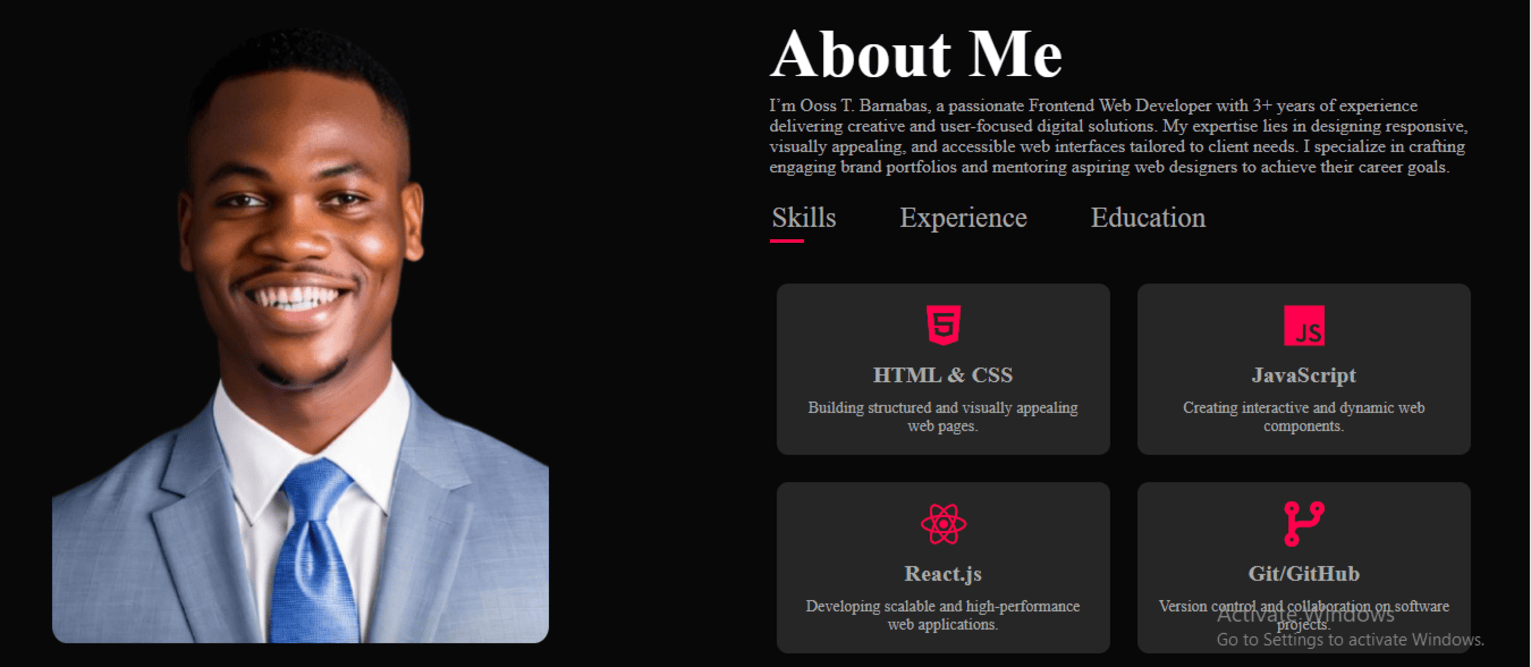 About Me
I'm Ooss T. Barnabas, a passionate Frontend Web Developer with 3+ years of experience
delivering creative and user-focused digital solutions. My expertise lies in designing responsive,
visually appealing, and accessible web interfaces tailored to client needs. I specialize in crafting
engaging brand portfolios and mentoring aspiring web designers to achieve their career goals.
Skills Experience Education
5
HTML & CSS
Building structured and visually appealing
web pages.
JS
JavaScript
Creating interactive and dynamic web
components.
React.js
Developing scalable and high-performance
web applications.
Git/GitHub
Version control and collaboration on software
projects.
Activate Windows
Go to Settings to activate Windows.